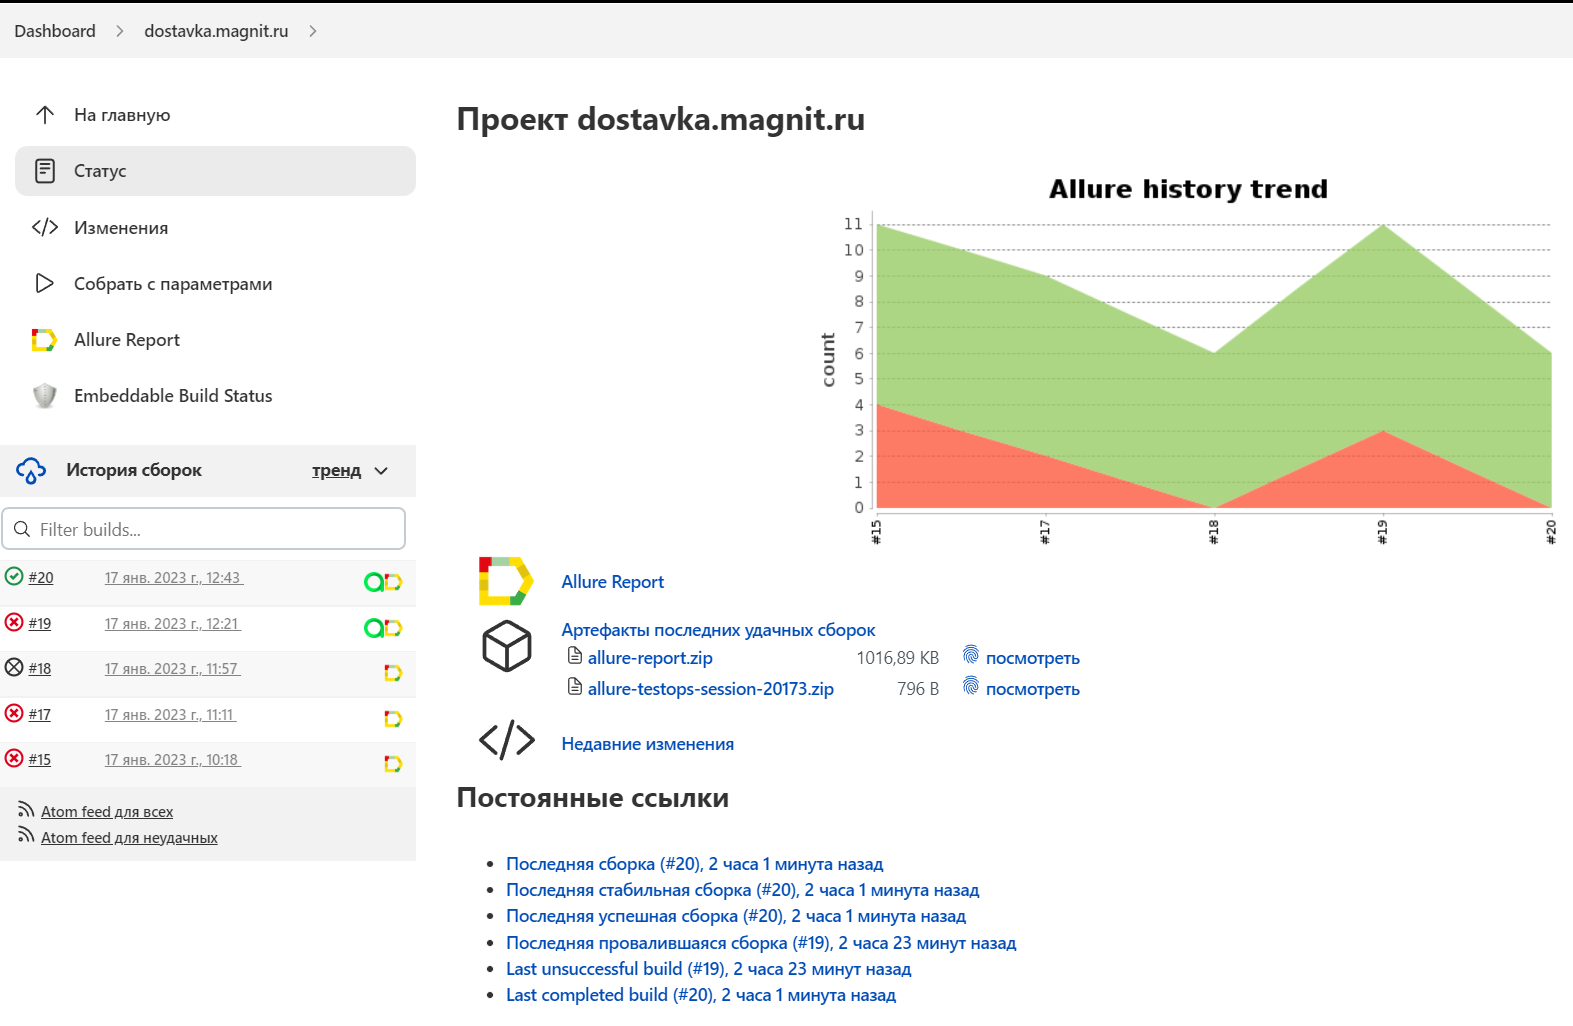 Dashboard dostavka.magnit.ru
На главную
Статус
Изменения
Собрать с параметрами
Allure Report
Embeddable Build Status
История сборок тренд
Filter builds...
#20 17 янв. 2023 г., 12:43
#19 17 янв. 2023 г., 12:21
#18 17 янв. 2023 г., 11:57
#17 17 янв. 2023 г., 11:11
#15 17 янв. 2023 г., 10:18
Atom feed для всех
Atom feed для неудачных
Проект dostavka.magnit.ru
Allure history trend
11
10
9
8
7
6
5
4
3
2
1
0
count
#15 #17 #18 #19 #20
Allure Report
Артефакты последних удачных сборок
allure-report.zip 1016,89 KB посмотреть
allure-testops-session-20173.zip 796 B посмотреть
Недавние изменения
Постоянные ссылки
Последняя сборка (#20), 2 часа 1 минута назад
Последняя стабильная сборка (#20), 2 часа 1 минута назад
Последняя успешная сборка (#20), 2 часа 1 минута назад
Последняя провалившаяся сборка (#19), 2 часа 23 минут назад
Last unsuccessful build (#19), 2 часа 23 минут назад
Last completed build (#20), 2 часа 1 минута назад